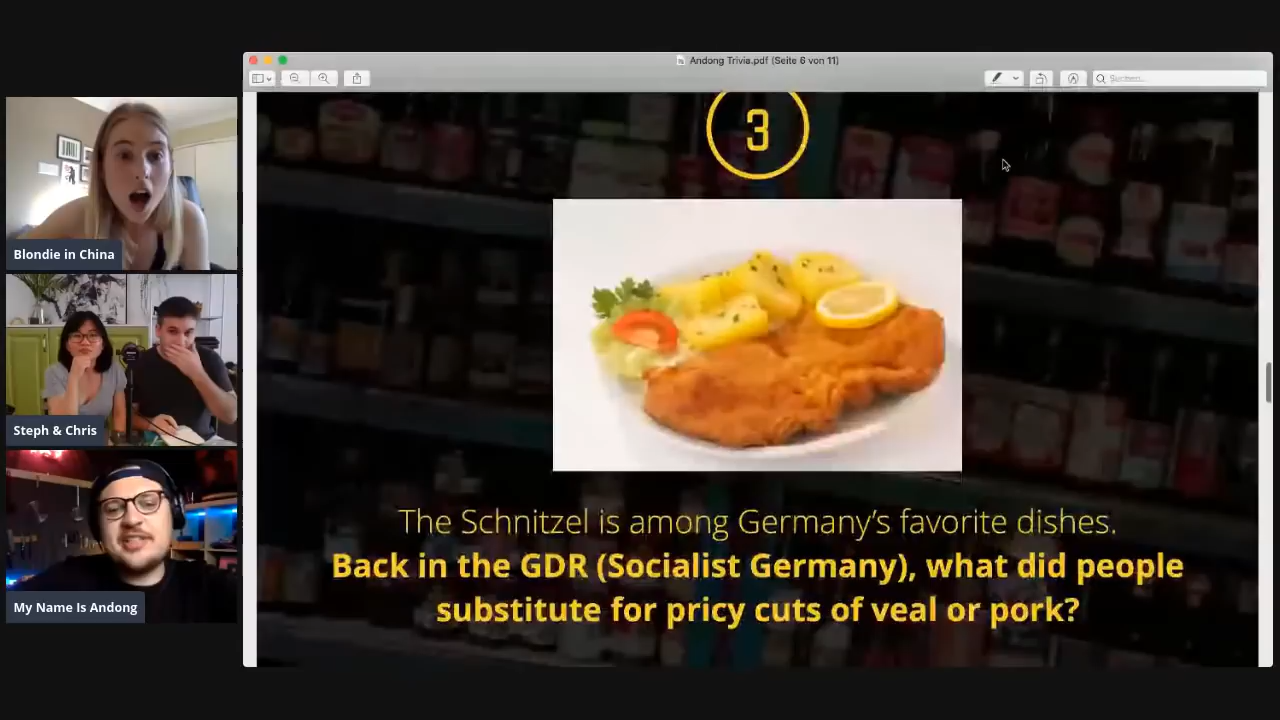 Andong Trivia.pdf (Seite 6 von 11)
Suchen...
3
Blondie in China
Steph & Chris
My Name Is Andong
The Schnitzel is among Germany's favorite dishes.
Back in the GDR (Socialist Germany), what did people
substitute for pricy cuts of veal or pork?